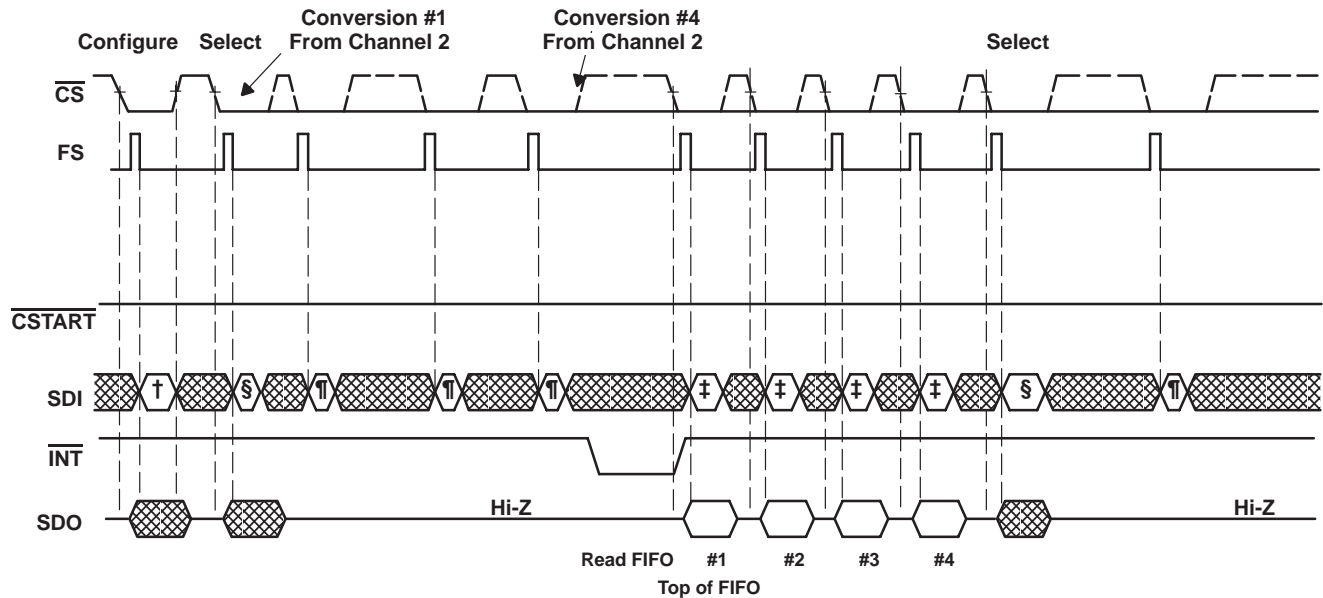 Conversion #1
From Channel 2
Conversion #4
From Channel 2
Configure
Select
Select
CS
FS
CSTART
SDI
†
§
¶
¶
¶
‡
‡
‡
‡
§
¶
INT
SDO
Hi-Z
Hi-Z
Read FIFO
#1
#2
#3
#4
Top of FIFO